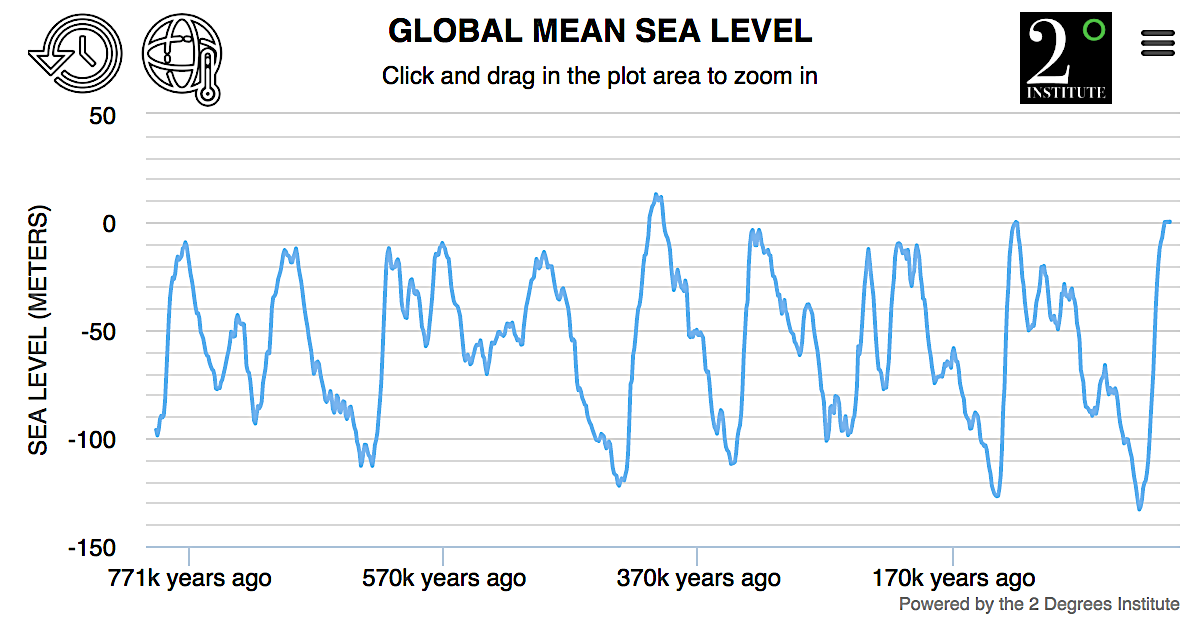 GLOBAL MEAN SEA LEVEL
Click and drag in the plot area to zoom in
2°
INSTITUTE
SEA LEVEL (METERS)
50
0
-50
-100
-150
771k years ago
570k years ago
370k years ago
170k years ago
Powered by the 2 Degrees Institute